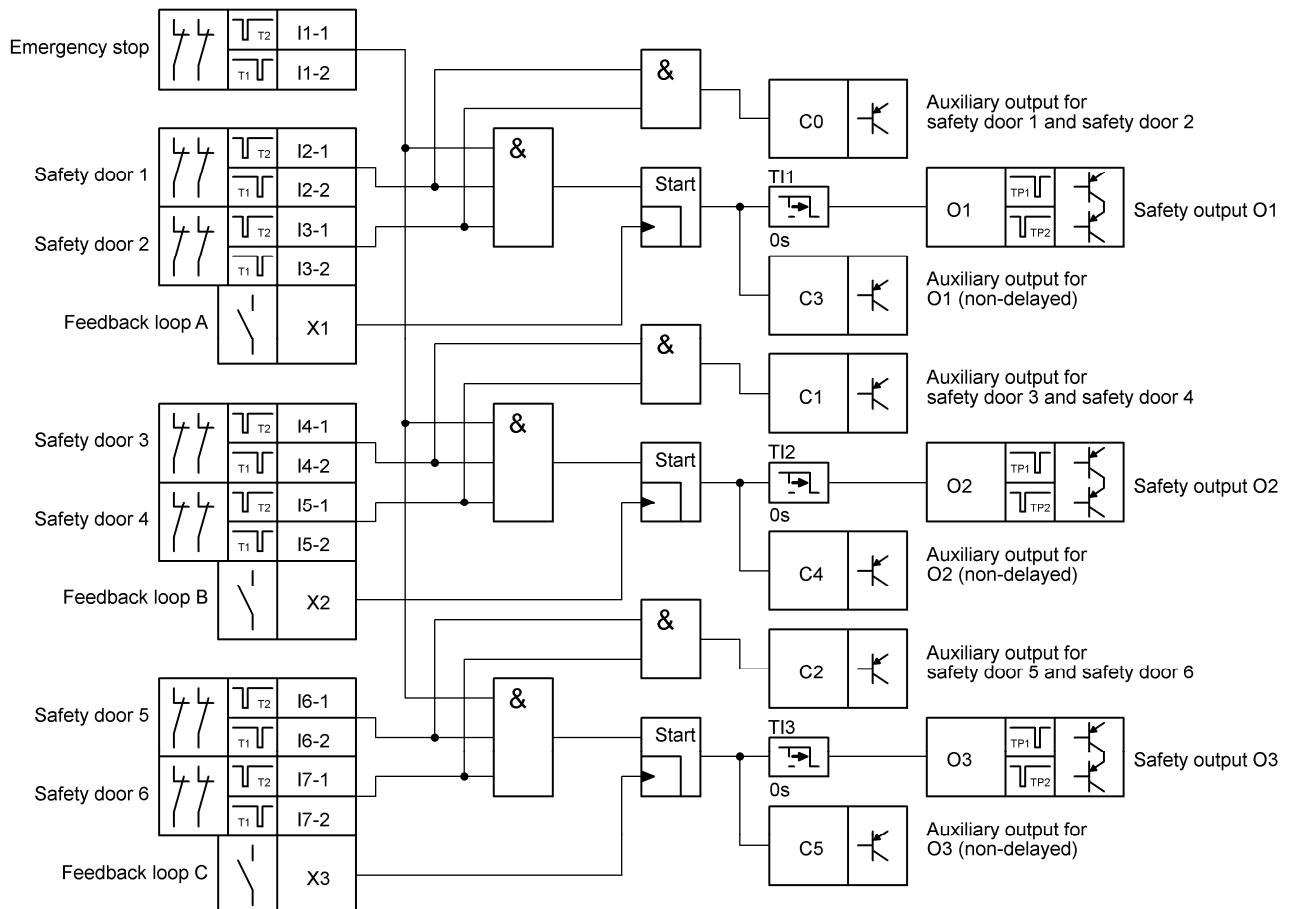 Emergency stop
T2
I1-1
T1
I1-2
&
C0
Auxiliary output for
safety door 1 and safety door 2
Safety door 1
T2
I2-1
T1
I2-2
&
Start
TI1
0s
O1
TP1
TP2
Safety output O1
Safety door 2
T2
I3-1
T1
I3-2
Feedback loop A
X1
C3
Auxiliary output for
O1 (non-delayed)
&
C1
Auxiliary output for
safety door 3 and safety door 4
Safety door 3
T2
I4-1
T1
I4-2
&
Start
TI2
0s
O2
TP1
TP2
Safety output O2
Safety door 4
T2
I5-1
T1
I5-2
Feedback loop B
X2
C4
Auxiliary output for
O2 (non-delayed)
&
C2
Auxiliary output for
safety door 5 and safety door 6
Safety door 5
T2
I6-1
T1
I6-2
&
Start
TI3
0s
O3
TP1
TP2
Safety output O3
Safety door 6
T2
I7-1
T1
I7-2
Feedback loop C
X3
C5
Auxiliary output for
O3 (non-delayed)